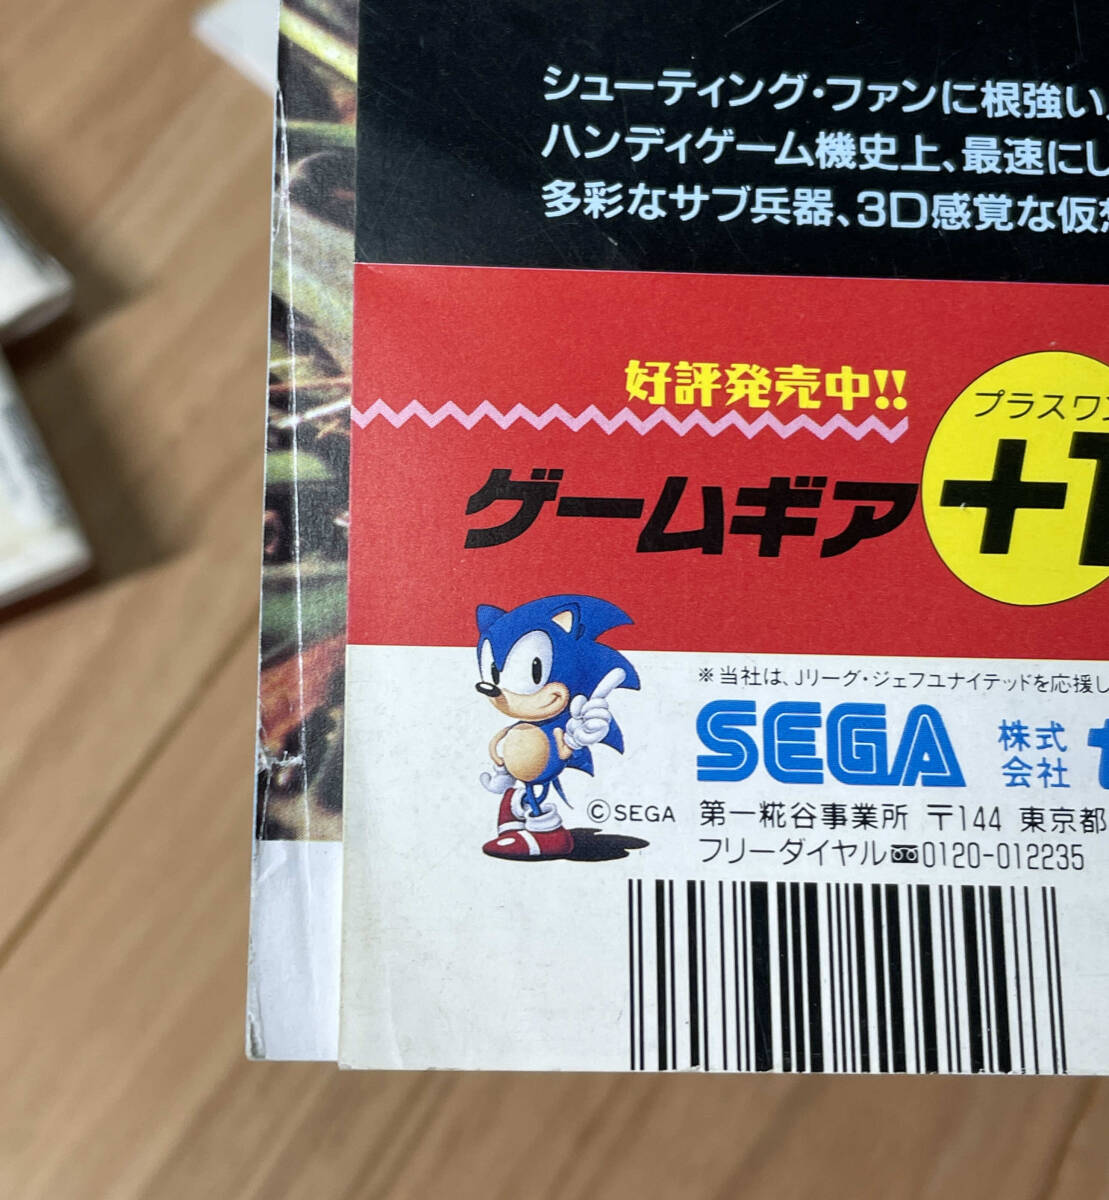 シューティング・ファンに根強い
ハンディゲーム機史上、最速にし
多彩なサブ兵器、3D感覚な仮想
好評発売中!!
プラスワン
ゲームギア+1
※当社は、Jリーグ・ジェフユナイテッドを応援し
SEGA 株式会社 セ
©SEGA 第一糀谷事業所 〒144 東京都
フリーダイヤル 0120-012235